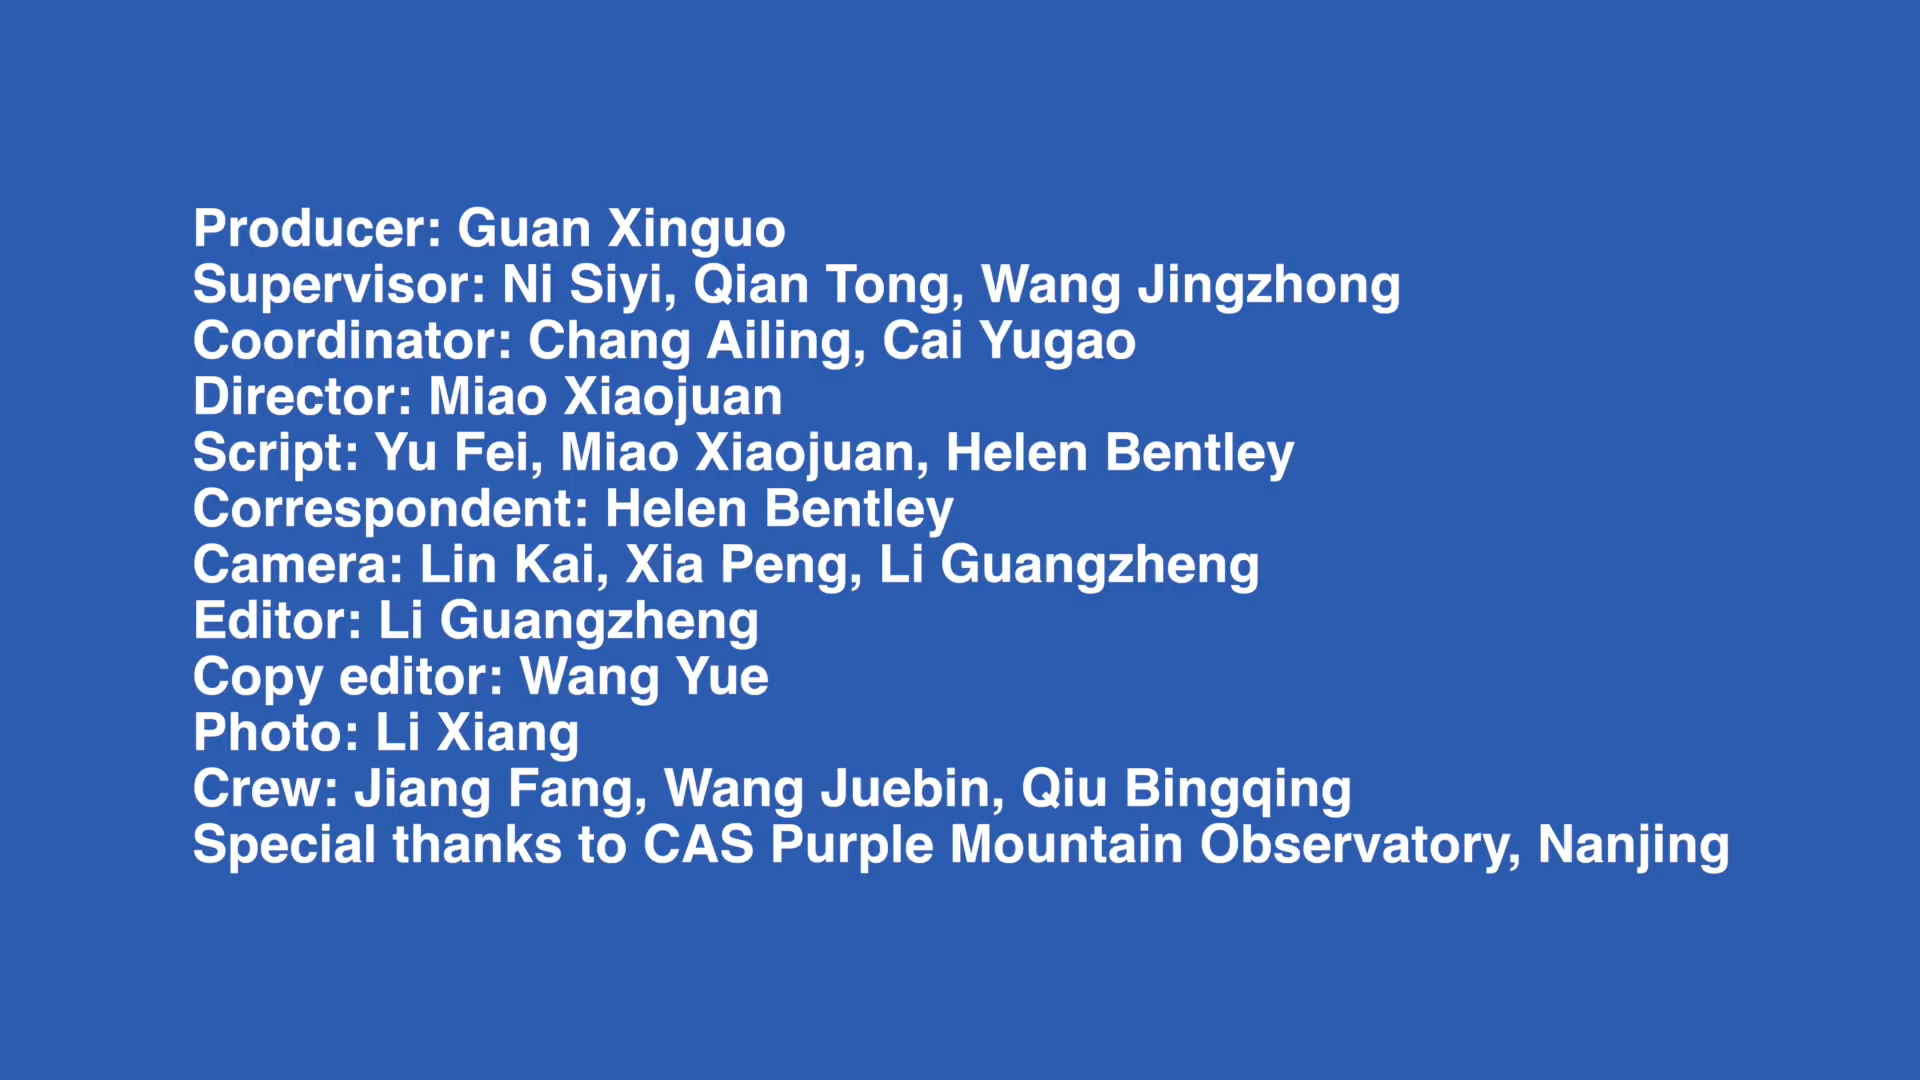 Producer: Guan Xinguo
Supervisor: Ni Siyi, Qian Tong, Wang Jingzhong
Coordinator: Chang Ailing, Cai Yugao
Director: Miao Xiaojuan
Script: Yu Fei, Miao Xiaojuan, Helen Bentley
Correspondent: Helen Bentley
Camera: Lin Kai, Xia Peng, Li Guangzheng
Editor: Li Guangzheng
Copy editor: Wang Yue
Photo: Li Xiang
Crew: Jiang Fang, Wang Juebin, Qiu Bingqing
Special thanks to CAS Purple Mountain Observatory, Nanjing